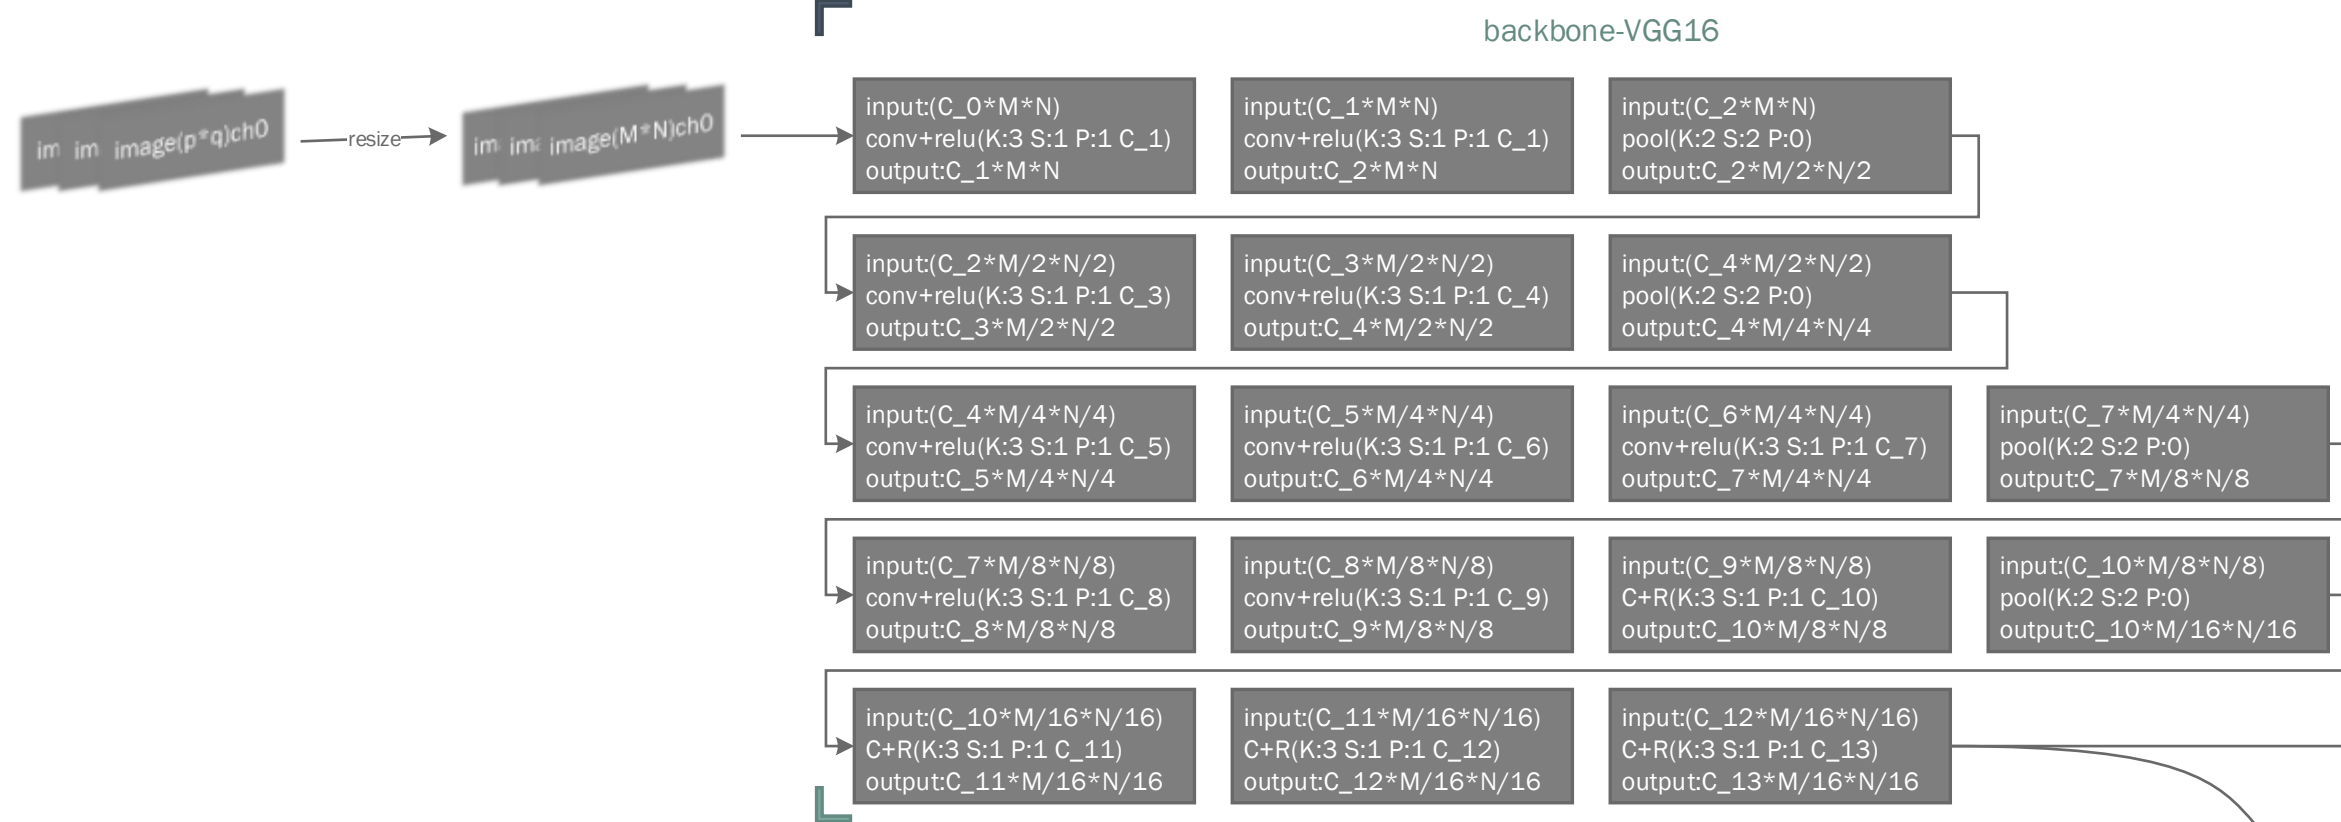 backbone-VGG16
im im image(p*q)ch0
resize
im ima image(M*N)ch0
input:(C_0*M*N)
conv+relu(K:3 S:1 P:1 C_1)
output:C_1*M*N
input:(C_1*M*N)
conv+relu(K:3 S:1 P:1 C_1)
output:C_2*M*N
input:(C_2*M*N)
pool(K:2 S:2 P:0)
output:C_2*M/2*N/2
input:(C_2*M/2*N/2)
conv+relu(K:3 S:1 P:1 C_3)
output:C_3*M/2*N/2
input:(C_3*M/2*N/2)
conv+relu(K:3 S:1 P:1 C_4)
output:C_4*M/2*N/2
input:(C_4*M/2*N/2)
pool(K:2 S:2 P:0)
output:C_4*M/4*N/4
input:(C_4*M/4*N/4)
conv+relu(K:3 S:1 P:1 C_5)
output:C_5*M/4*N/4
input:(C_5*M/4*N/4)
conv+relu(K:3 S:1 P:1 C_6)
output:C_6*M/4*N/4
input:(C_6*M/4*N/4)
conv+relu(K:3 S:1 P:1 C_7)
output:C_7*M/4*N/4
input:(C_7*M/4*N/4)
pool(K:2 S:2 P:0)
output:C_7*M/8*N/8
input:(C_7*M/8*N/8)
conv+relu(K:3 S:1 P:1 C_8)
output:C_8*M/8*N/8
input:(C_8*M/8*N/8)
conv+relu(K:3 S:1 P:1 C_9)
output:C_9*M/8*N/8
input:(C_9*M/8*N/8)
C+R(K:3 S:1 P:1 C_10)
output:C_10*M/8*N/8
input:(C_10*M/8*N/8)
pool(K:2 S:2 P:0)
output:C_10*M/16*N/16
input:(C_10*M/16*N/16)
C+R(K:3 S:1 P:1 C_11)
output:C_11*M/16*N/16
input:(C_11*M/16*N/16)
C+R(K:3 S:1 P:1 C_12)
output:C_12*M/16*N/16
input:(C_12*M/16*N/16)
C+R(K:3 S:1 P:1 C_13)
output:C_13*M/16*N/16